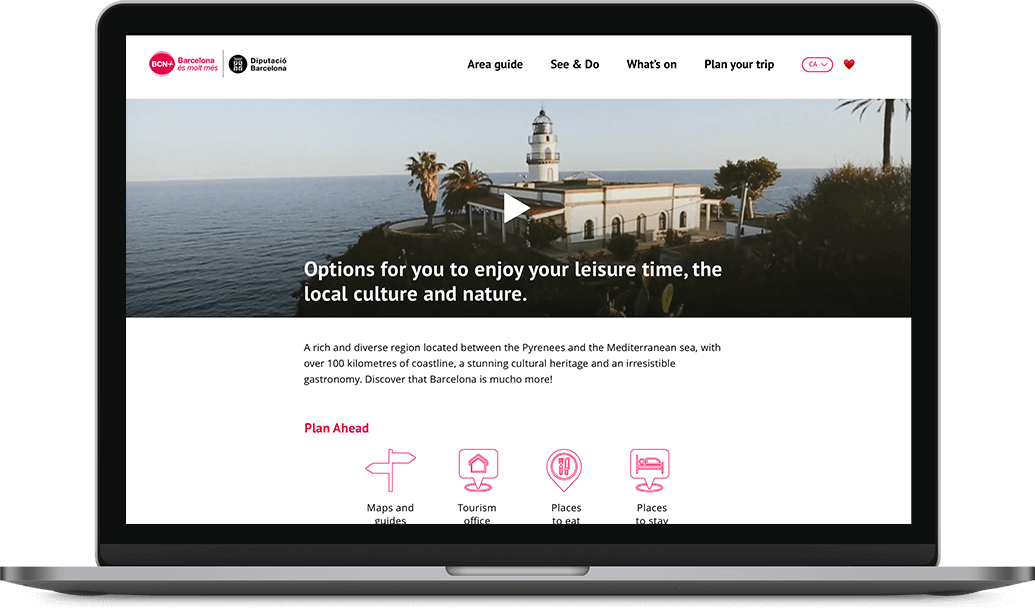 BCN+ Barcelona
és molt més
Diputació
Barcelona
Area guide See & Do What's on Plan your trip CA
Options for you to enjoy your leisure time, the
local culture and nature.
A rich and diverse region located between the Pyrenees and the Mediterranean sea, with
over 100 kilometres of coastline, a stunning cultural heritage and an irresistible
gastronomy. Discover that Barcelona is mucho more!
Plan Ahead
Maps and
guides
Tourism
office
Places
to eat
Places
to stay